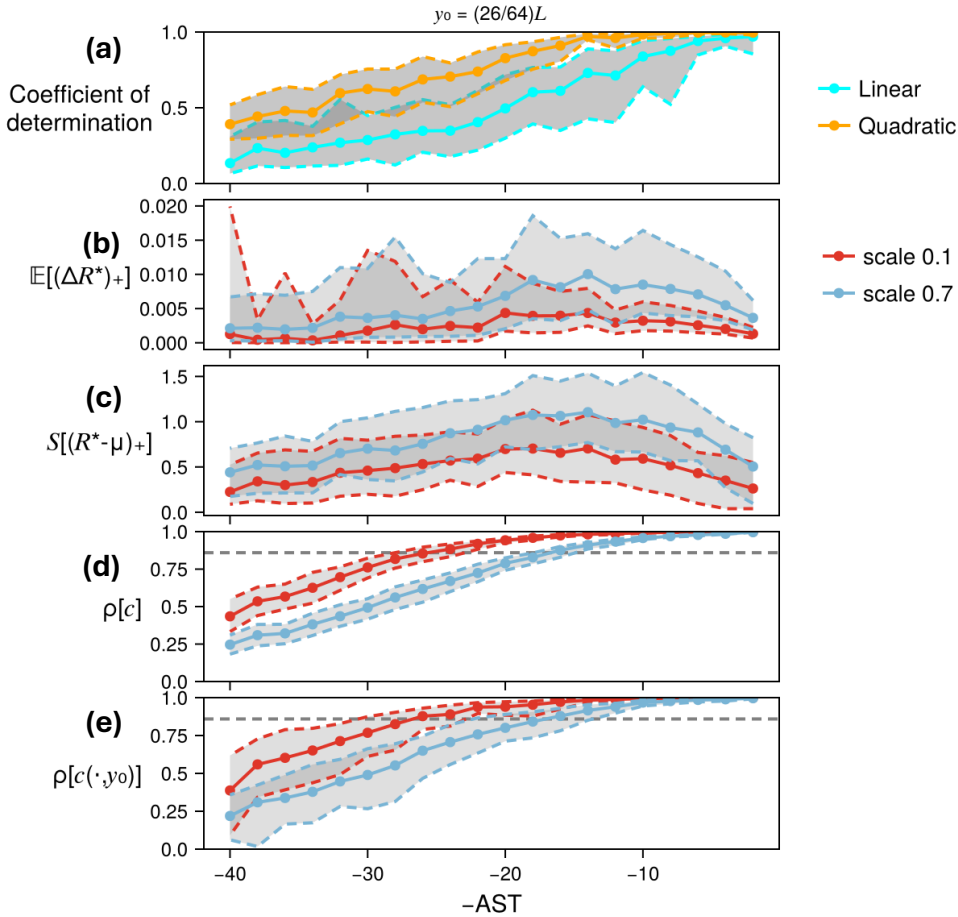 y₀ = (26/64)L
(a)
Coefficient of
determination
1.0
0.5
0.0
Linear
Quadratic
(b)
𝔼[(ΔR*)₊]
0.020
0.015
0.010
0.005
0.000
scale 0.1
scale 0.7
(c)
S[(R*-μ)₊]
1.5
1.0
0.5
0.0
(d)
ρ[c]
1.0
0.75
0.50
0.25
0.0
(e)
ρ[c(·,y₀)]
1.0
0.75
0.50
0.25
0.0
−40
−30
−20
−10
-AST